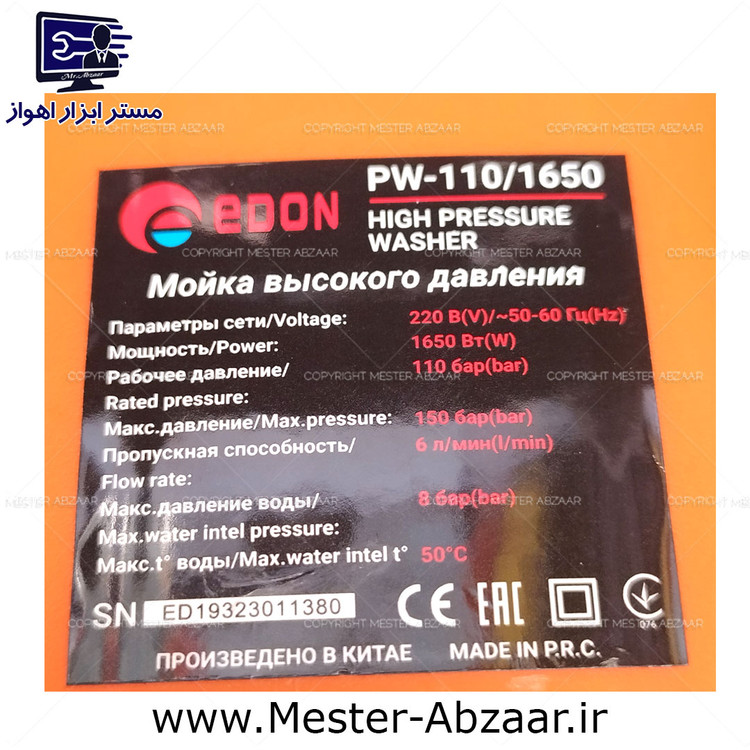 Mr.Abzaar
مستر ابزار اهواز
EDON
PW-110/1650
HIGH PRESSURE
WASHER
Мойка высокого давления
Параметры сети/Voltage: 220 В(V)/~50-60 Гц(Hz)
Мощность/Power: 1650 Вт(W)
Рабочее давление/ 110 бар(bar)
Rated pressure:
Макс.давление/Max.pressure: 150 бар(bar)
Пропускная способность/ 6 л/мин(l/min)
Flow rate:
Макс.давление воды/ 8 бар(bar)
Max.water intel pressure:
Макс.t° воды/Max.water intel t° 50°C
SN ED19323011380
CE EAC 076
ПРОИЗВЕДЕНО В КИТАЕ MADE IN P.R.C.
COPYRIGHT MESTER ABZAAR
www.Mester-Abzaar.ir